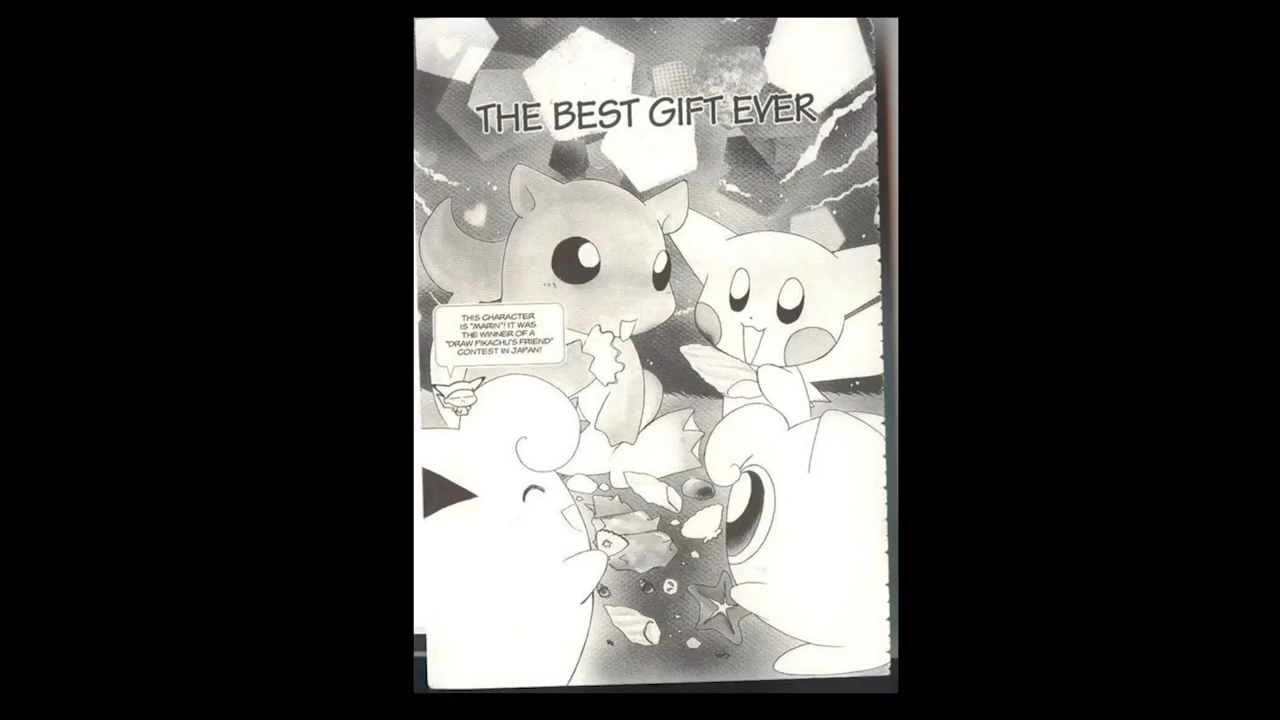 THE BEST GIFT EVER
THIS CHARACTER
IS "MARIN"! IT WAS
THE WINNER OF A
"DRAW PIKACHU'S FRIEND"
CONTEST IN JAPAN!